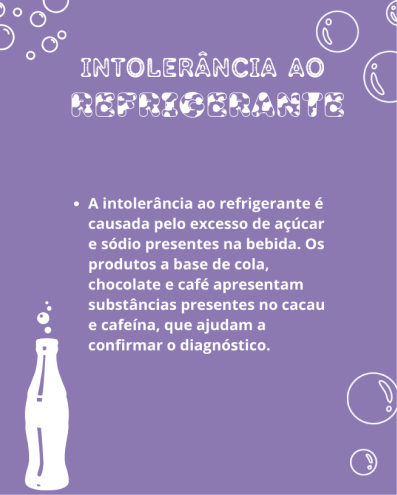 INTOLERÂNCIA AO
REFRIGERANTE
• A intolerância ao refrigerante é
causada pelo excesso de açúcar
e sódio presentes na bebida. Os
produtos a base de cola,
chocolate e café apresentam
substâncias presentes no cacau
e cafeína, que ajudam a
confirmar o diagnóstico.